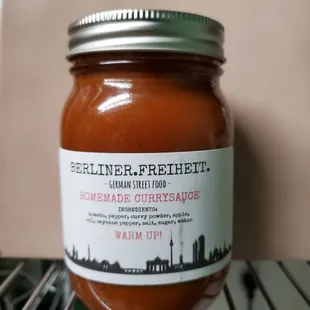 BERLINER.FREIHEIT.
- GERMAN STREET FOOD -
HOMEMADE CURRYSAUCE
INGREDIENTS:
tomato, pepper, curry powder, apple,
oil, cayenne pepper, salt, sugar, water
WARM UP!